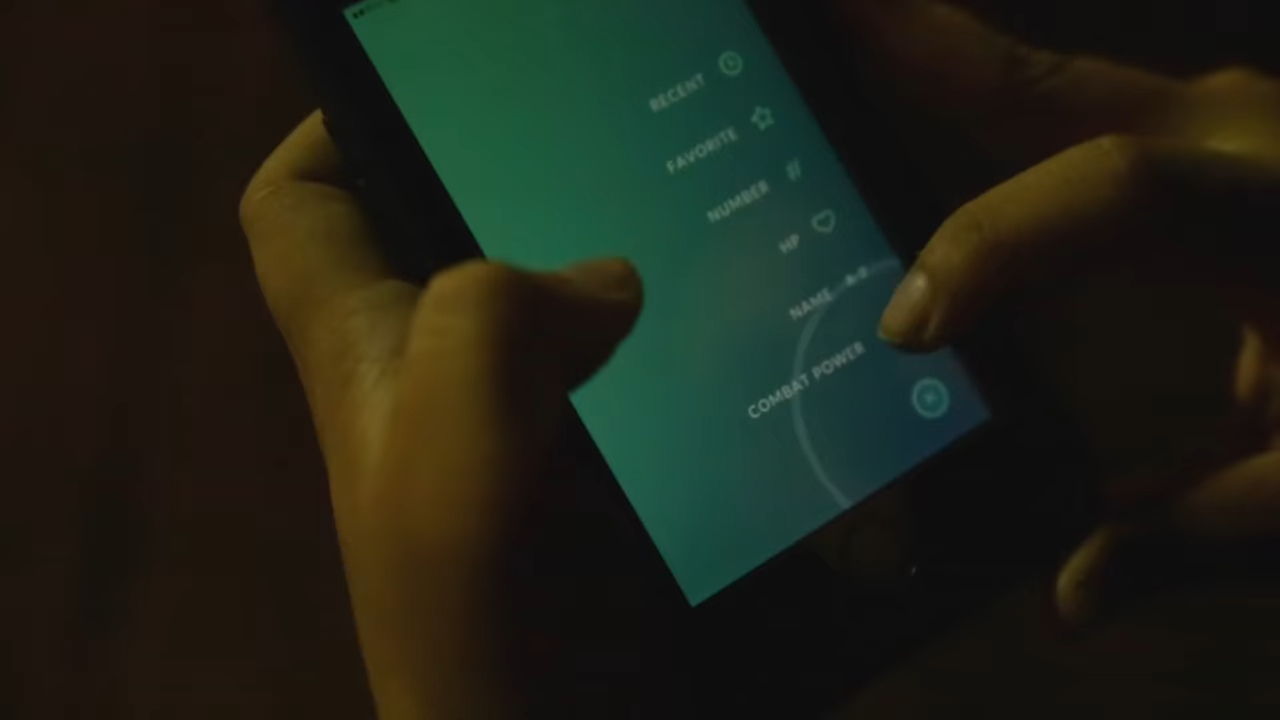 RECENT
FAVORITE
NUMBER
HP
NAME A-Z
COMBAT POWER